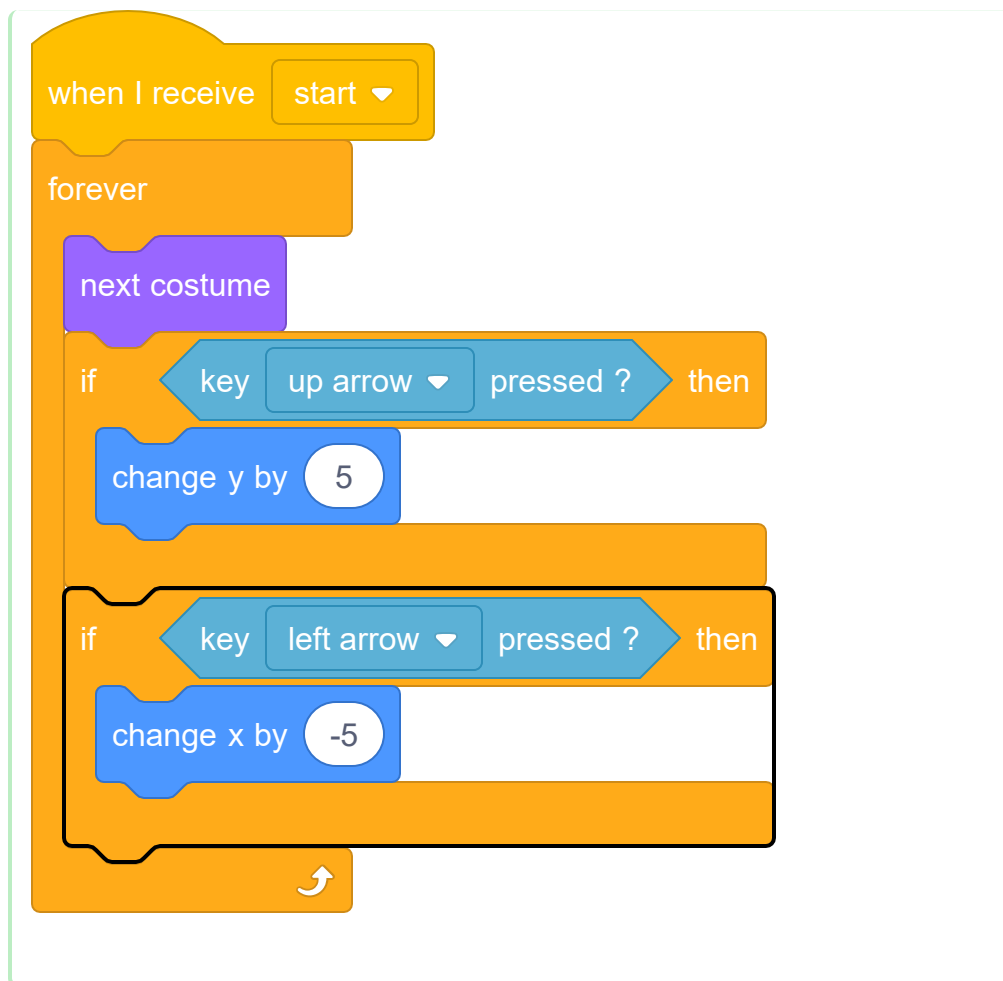 when I receive start
forever
next costume
if key up arrow pressed ? then
change y by 5
if key left arrow pressed ? then
change x by -5